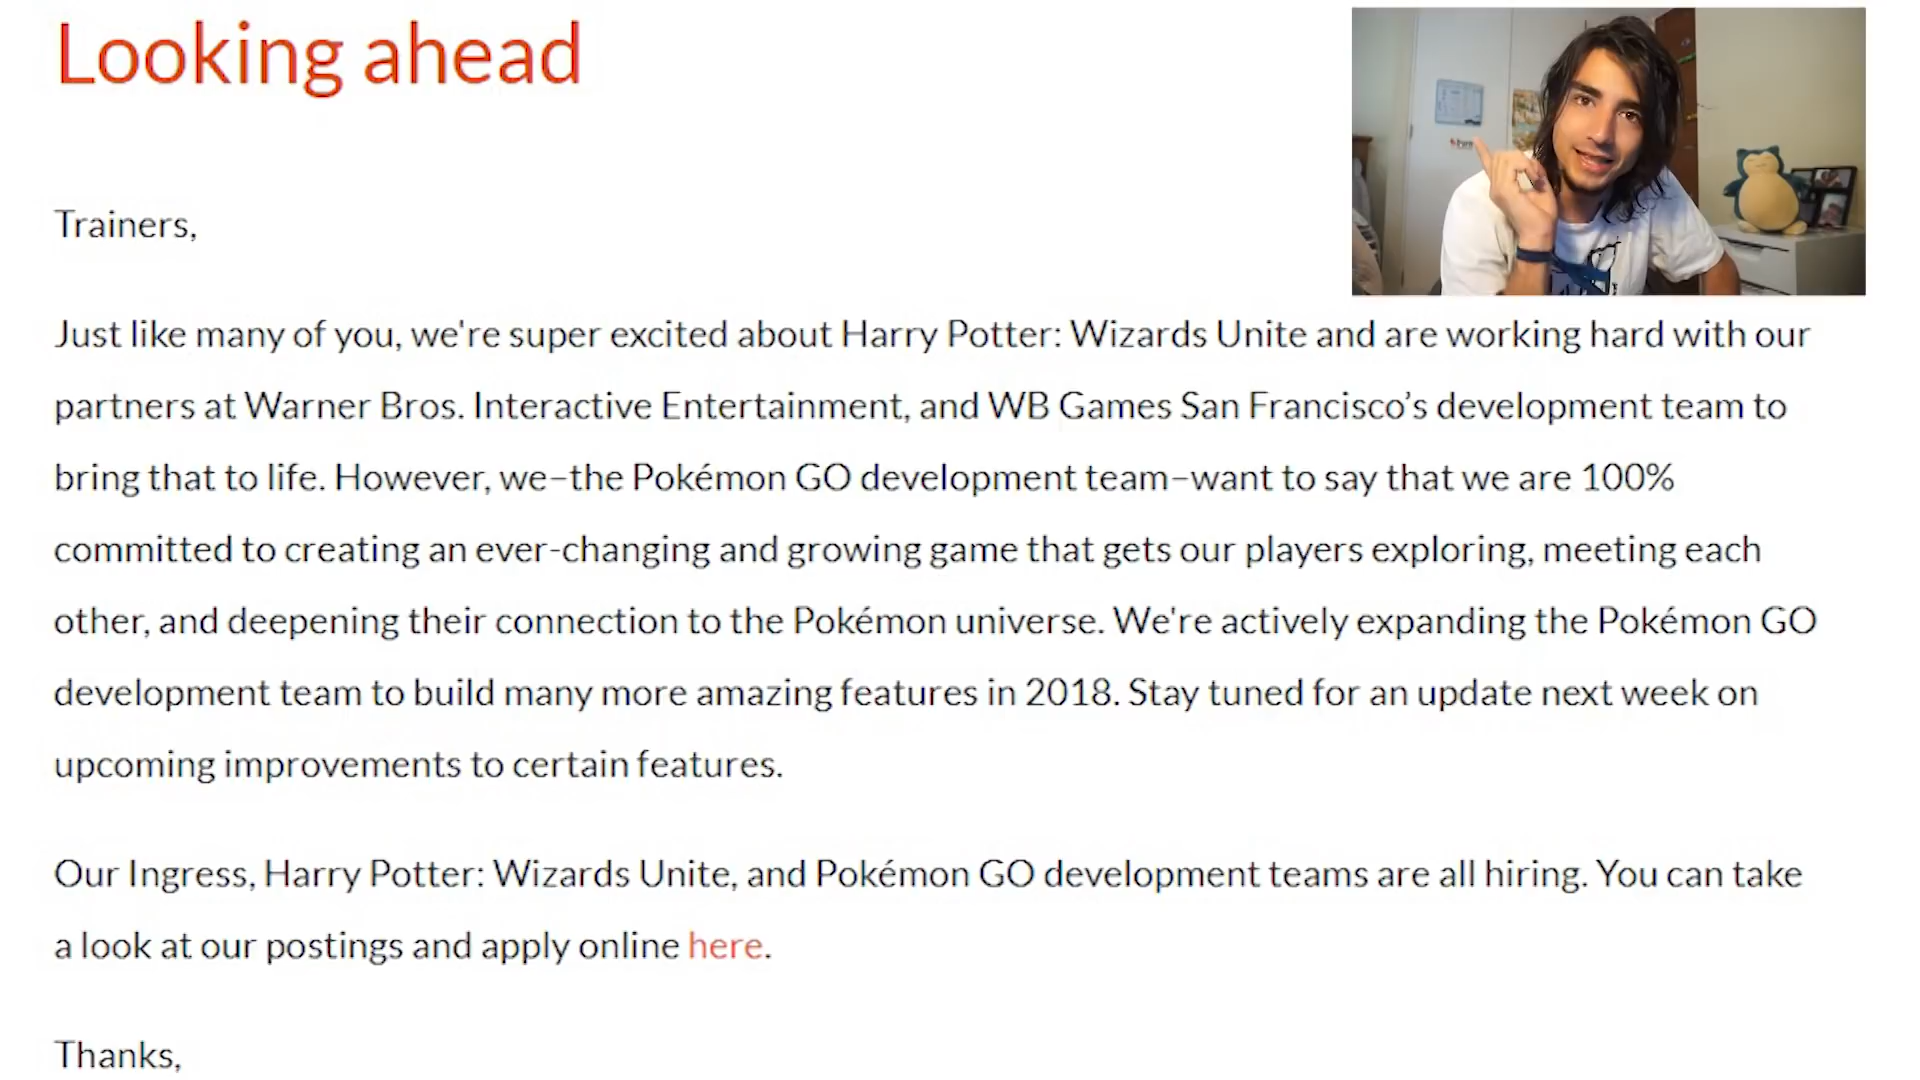 Looking ahead
Trainers,
Just like many of you, we're super excited about Harry Potter: Wizards Unite and are working hard with our
partners at Warner Bros. Interactive Entertainment, and WB Games San Francisco’s development team to
bring that to life. However, we–the Pokémon GO development team–want to say that we are 100%
committed to creating an ever-changing and growing game that gets our players exploring, meeting each
other, and deepening their connection to the Pokémon universe. We're actively expanding the Pokémon GO
development team to build many more amazing features in 2018. Stay tuned for an update next week on
upcoming improvements to certain features.
Our Ingress, Harry Potter: Wizards Unite, and Pokémon GO development teams are all hiring. You can take
a look at our postings and apply online here.
Thanks,